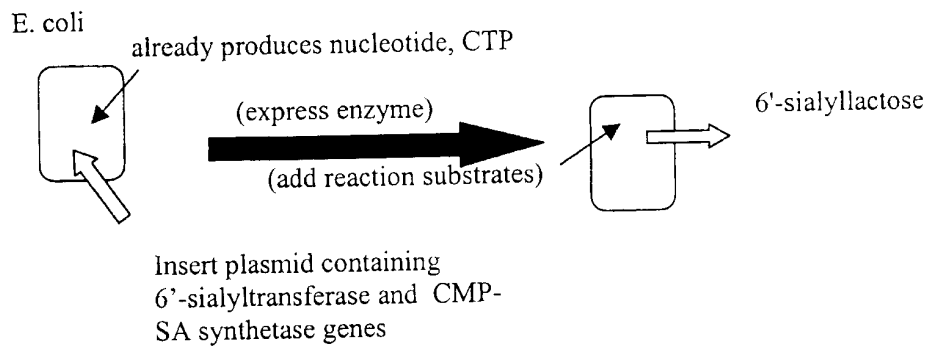 E. coli
already produces nucleotide, CTP
(express enzyme)
(add reaction substrates)
6'-sialyllactose
Insert plasmid containing
6’-sialyltransferase and CMP-
SA synthetase genes